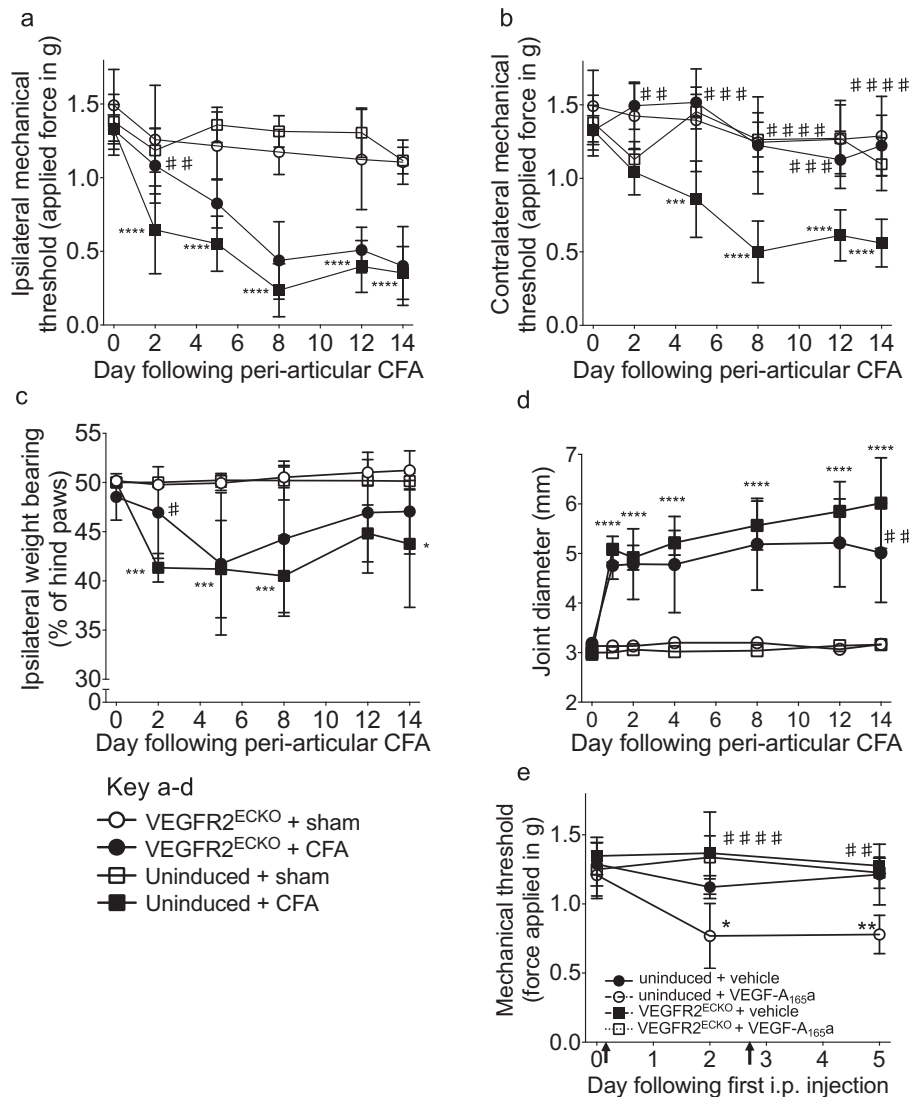 a
Ipsilateral mechanical
threshold (applied force in g)
1.5
1.0
0.5
0.0
♯♯
****
****
****
****
****
0 2 4 6 8 10 12 14
Day following peri-articular CFA
b
Contralateral mechanical
threshold (applied force in g)
1.5
1.0
0.5
0.0
♯♯
♯♯♯
♯♯♯♯
♯♯♯
♯♯♯♯
***
****
****
****
0 2 4 6 8 10 12 14
Day following peri-articular CFA
c
Ipsilateral weight bearing
(% of hind paws)
55
50
45
40
35
30
0
♯
***
***
***
*
0 2 4 6 8 10 12 14
Day following peri-articular CFA
d
Joint diameter (mm)
7
6
5
4
3
2
****
****
****
****
****
****
♯♯
0 2 4 6 8 10 12 14
Day following peri-articular CFA
Key a-d
VEGFR2ECKO + sham
VEGFR2ECKO + CFA
Uninduced + sham
Uninduced + CFA
e
Mechanical threshold
(force applied in g)
1.5
1.0
0.5
0.0
♯♯♯♯
♯♯
*
**
uninduced + vehicle
uninduced + VEGF-A165a
VEGFR2ECKO + vehicle
VEGFR2ECKO + VEGF-A165a
0 1 2 3 4 5
Day following first i.p. injection